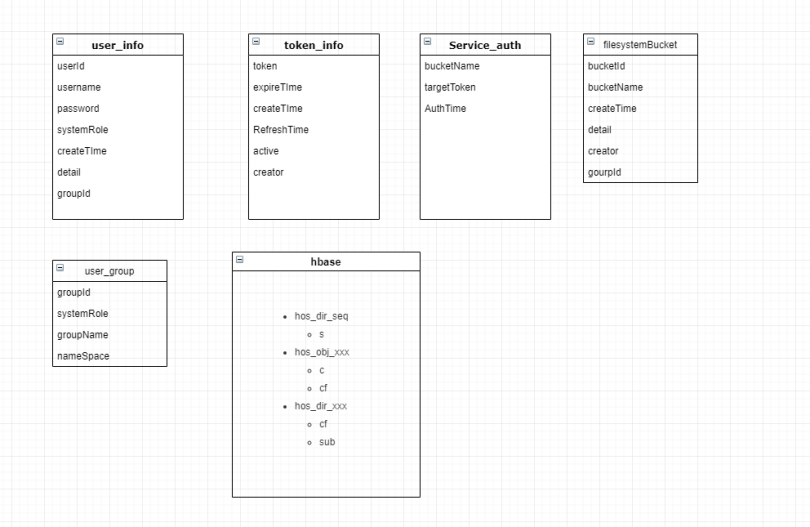 user_info
userId
username
password
systemRole
createTIme
detail
groupId
token_info
token
expireTIme
createTIme
RefreshTime
active
creator
Service_auth
bucketName
targetToken
AuthTime
filesystemBucket
bucketId
bucketName
createTime
detail
creator
gourpId
user_group
groupId
systemRole
groupName
nameSpace
hbase
hos_dir_seq
s
hos_obj_xxx
c
cf
hos_dir_xxx
cf
sub